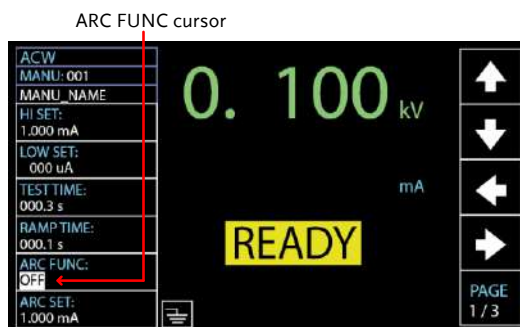 ARC FUNC cursor
ACW
MANU: 001
MANU_NAME
HI SET:
1.000 mA
LOW SET:
000 uA
TEST TIME:
000.3 s
RAMP TIME:
000.1 s
ARC FUNC:
OFF
ARC SET:
1.000 mA
0. 100 kV
mA
READY
PAGE
1 / 3